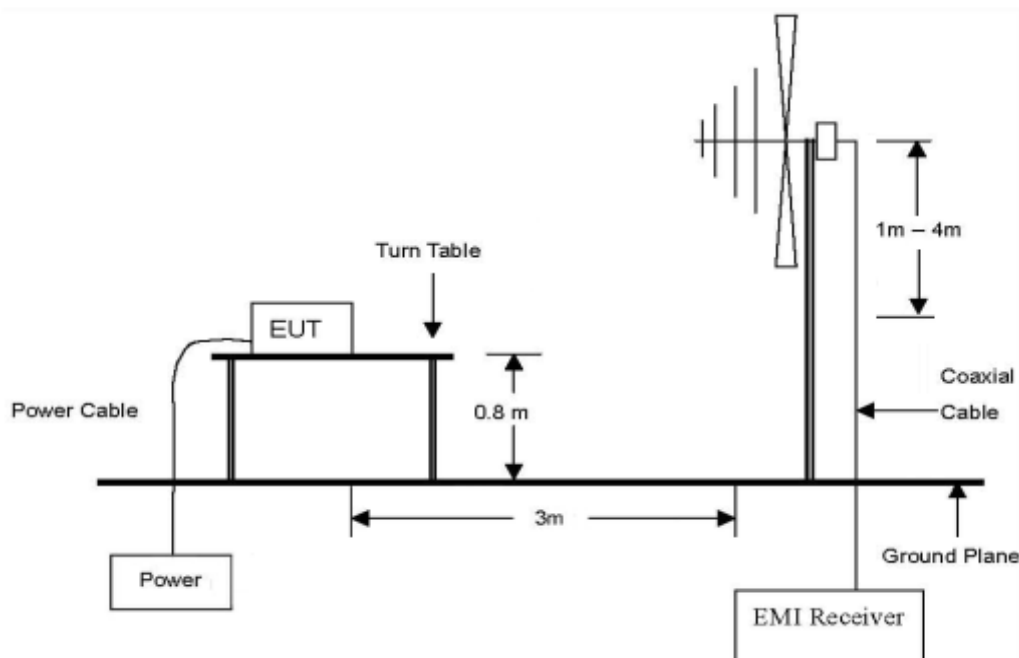 1m – 4m
Turn Table
EUT
Power Cable
0.8 m
Coaxial
Cable
3m
Ground Plane
Power
EMI Receiver